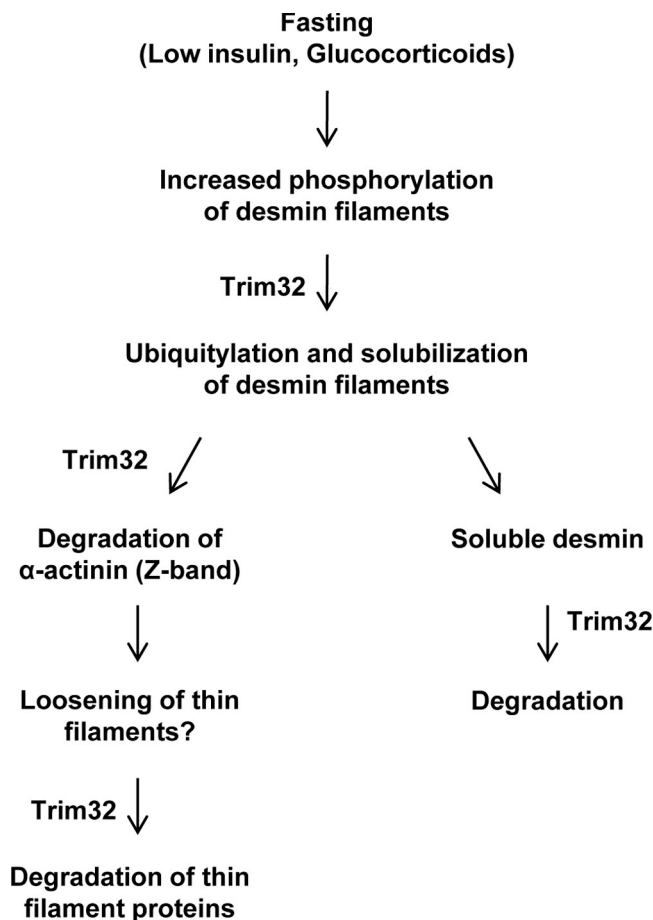 Fasting
(Low insulin, Glucocorticoids)
Increased phosphorylation
of desmin filaments
Trim32
Ubiquitylation and solubilization
of desmin filaments
Trim32
Degradation of
α-actinin (Z-band)
Soluble desmin
Trim32
Loosening of thin
filaments?
Degradation
Trim32
Degradation of thin
filament proteins